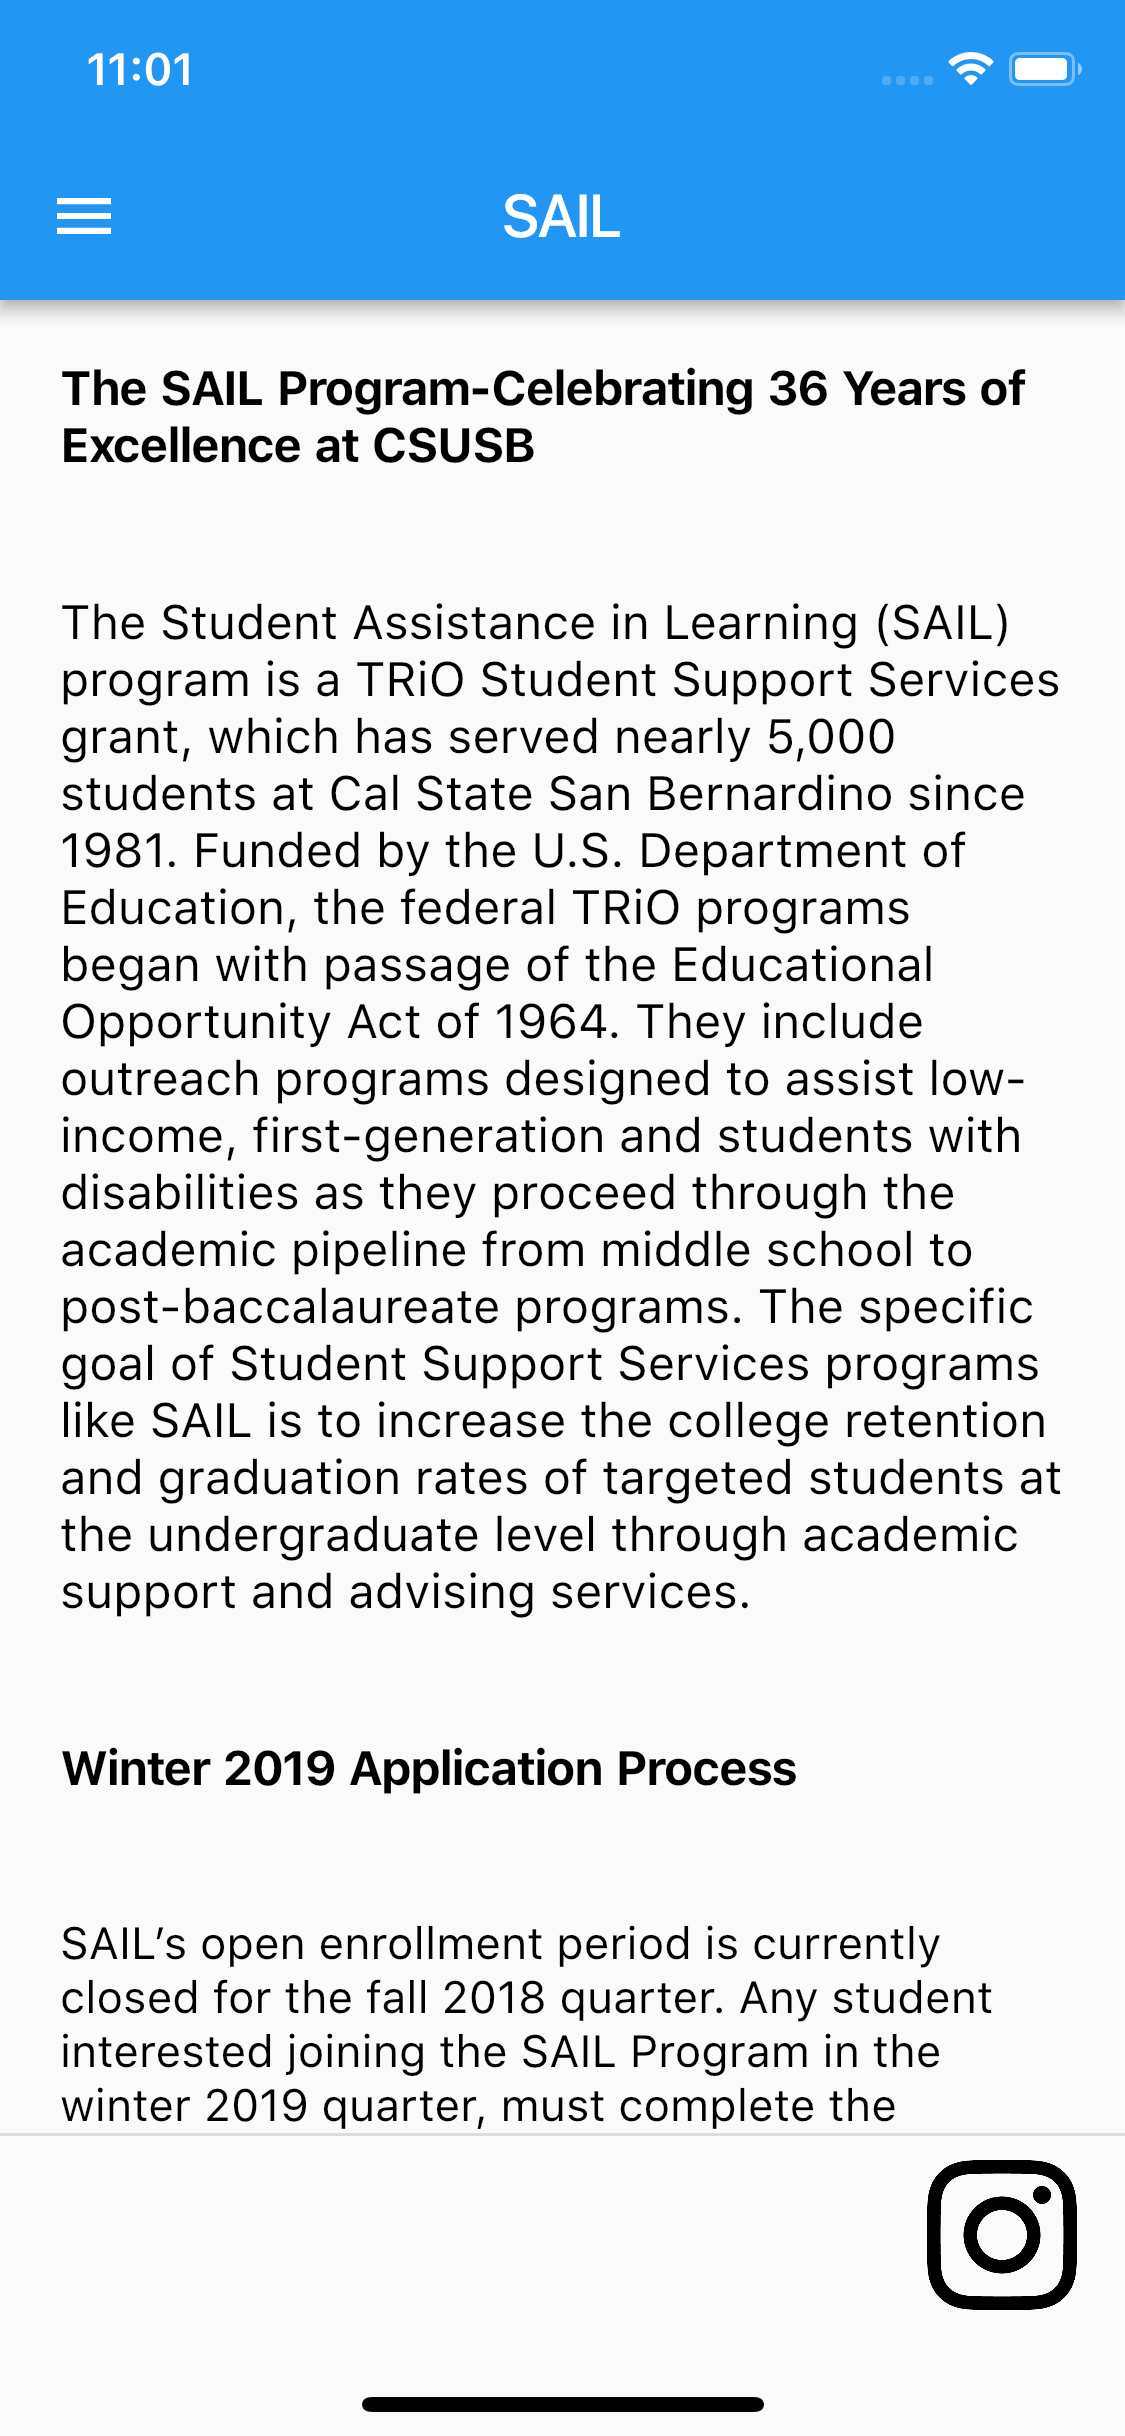 11:01
SAIL
The SAIL Program-Celebrating 36 Years of
Excellence at CSUSB
The Student Assistance in Learning (SAIL)
program is a TRiO Student Support Services
grant, which has served nearly 5,000
students at Cal State San Bernardino since
1981. Funded by the U.S. Department of
Education, the federal TRiO programs
began with passage of the Educational
Opportunity Act of 1964. They include
outreach programs designed to assist low-
income, first-generation and students with
disabilities as they proceed through the
academic pipeline from middle school to
post-baccalaureate programs. The specific
goal of Student Support Services programs
like SAIL is to increase the college retention
and graduation rates of targeted students at
the undergraduate level through academic
support and advising services.
Winter 2019 Application Process
SAIL’s open enrollment period is currently
closed for the fall 2018 quarter. Any student
interested joining the SAIL Program in the
winter 2019 quarter, must complete the